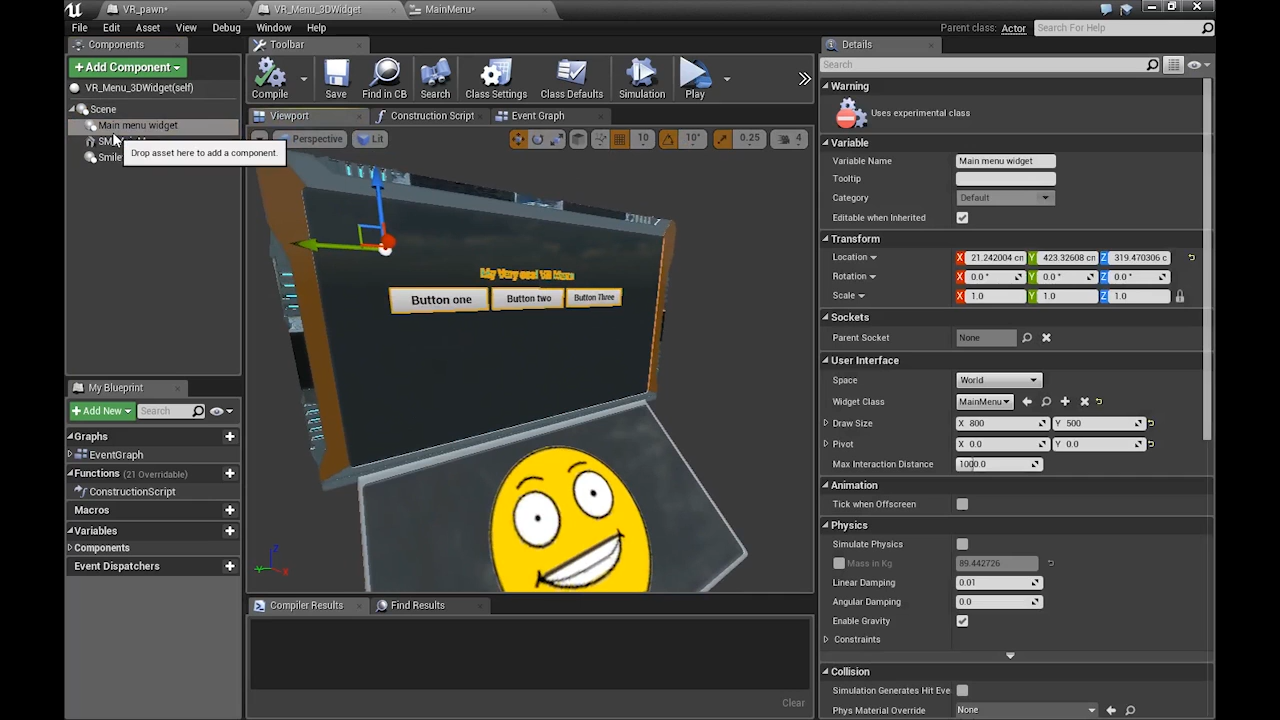 VR_pawn*
VR_Menu_3DWidget
MainMenu*
File Edit Asset View Window Help
Parent class: Actor
Search For Help
Components
Toolbar
Details
+Add Component
VR_Menu_3DWidget(self)
Scene
Main menu widget
Drop asset here to add a component.
Smile
Compile
Save
Find in CB
Search
Class Settings
Class Defaults
Simulation
Play
Viewport
Construction Script
Event Graph
Perspective
Lit
10
10°
0.25
4
My Very cool VR Menu
Button one
Button two
Button Three
My Blueprint
+Add New
Search
Graphs
EventGraph
Functions (21 Overridable)
ConstructionScript
Macros
Variables
Components
Event Dispatchers
Compiler Results
Find Results
Clear
Search
Warning
Uses experimental class
Variable
Variable Name Main menu widget
Tooltip
Category Default
Editable when Inherited
Transform
Location X 21.242004 cm Y 423.32608 cm Z 319.470306 c
Rotation X 0.0 ° Y 0.0 ° Z 0.0 °
Scale X 1.0 Y 1.0 Z 1.0
Sockets
Parent Socket None
User Interface
Space World
Widget Class MainMenu
Draw Size X 800 Y 500
Pivot X 0.0 Y 0.0
Max Interaction Distance 1000.0
Animation
Tick when Offscreen
Physics
Simulate Physics
Mass in Kg 89.442726
Linear Damping 0.01
Angular Damping 0.0
Enable Gravity
Constraints
Collision
Simulation Generates Hit Eve
Phys Material Override None